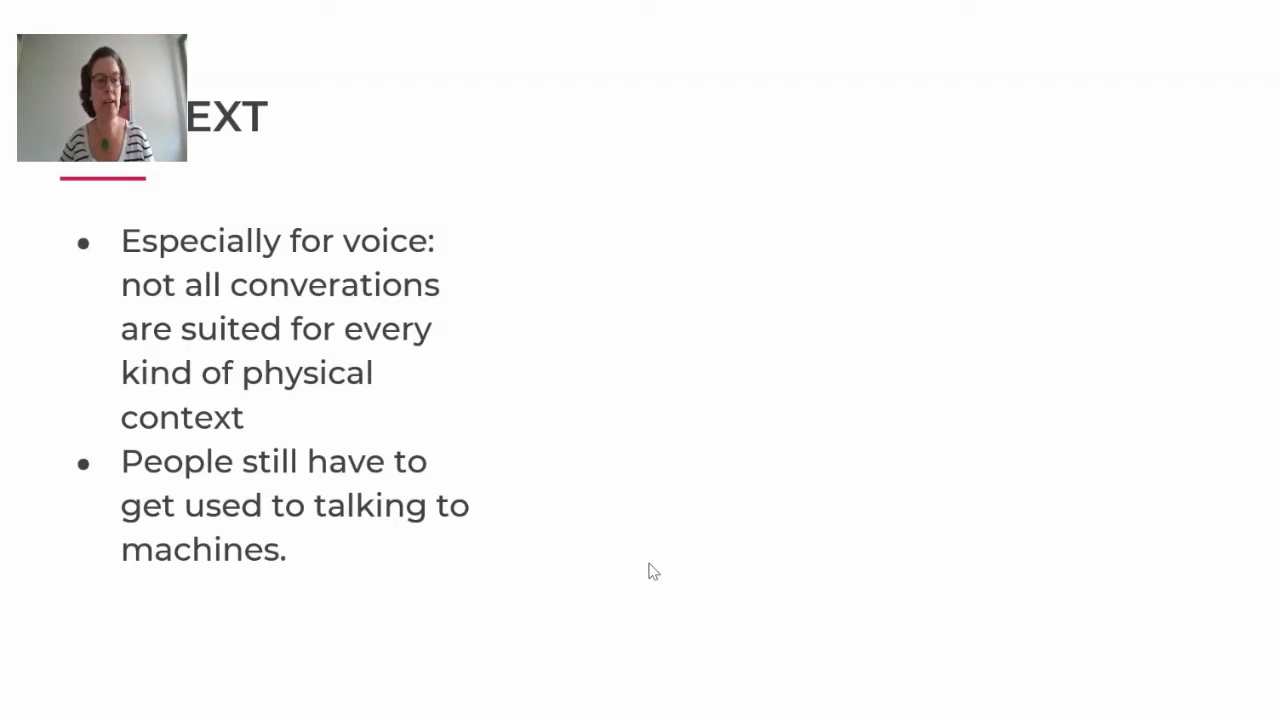 EXT
● Especially for voice:
not all converations
are suited for every
kind of physical
context
● People still have to
get used to talking to
machines.